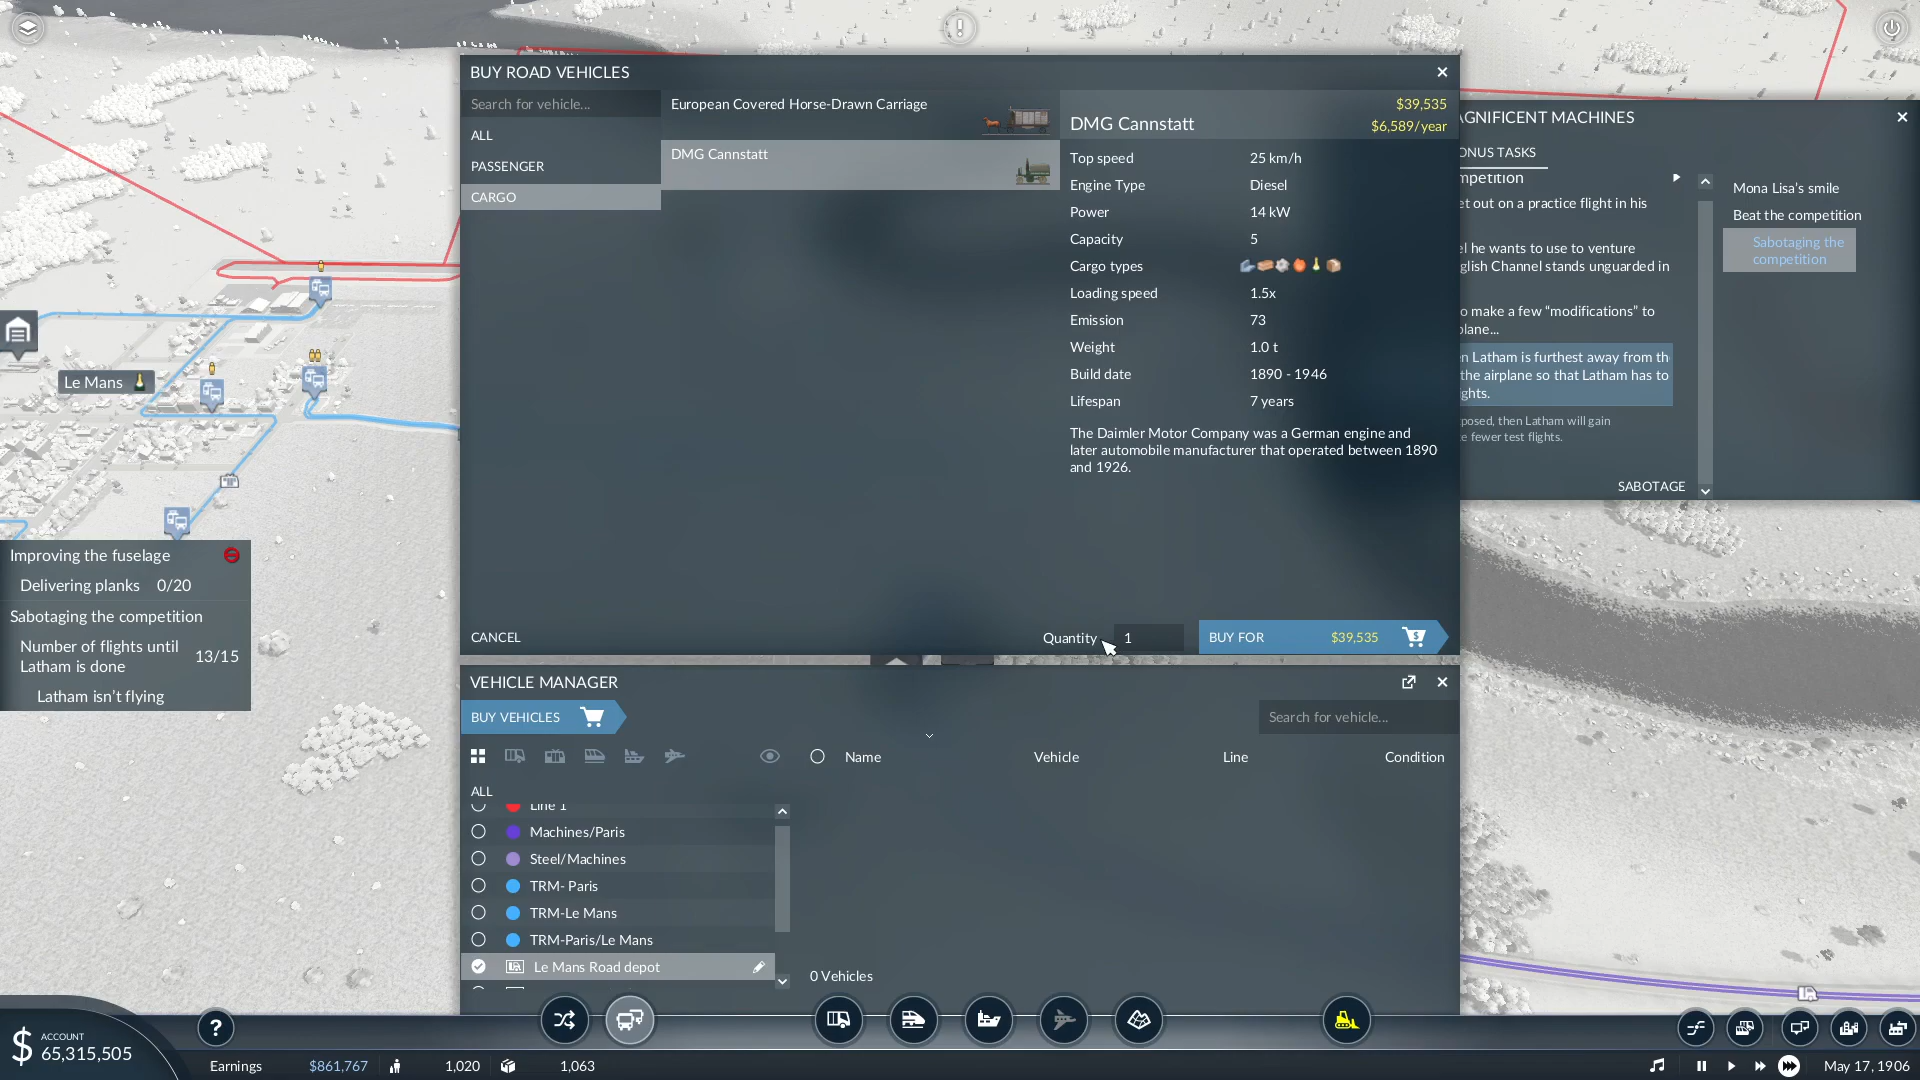 BUY ROAD VEHICLES
Search for vehicle...
ALL
PASSENGER
CARGO
European Covered Horse-Drawn Carriage
DMG Cannstatt
DMG Cannstatt
$39,535
$6,589/year
Top speed 25 km/h
Engine Type Diesel
Power 14 kW
Capacity 5
Cargo types
Loading speed 1.5x
Emission 73
Weight 1.0 t
Build date 1890 - 1946
Lifespan 7 years
The Daimler Motor Company was a German engine and
later automobile manufacturer that operated between 1890
and 1926.
CANCEL
Quantity 1
BUY FOR $39,535
AGNIFICENT MACHINES
ONUS TASKS
mpetition
et out on a practice flight in his
el he wants to use to venture
glish Channel stands unguarded in
o make a few "modifications" to
plane...
en Latham is furthest away from th
the airplane so that Latham has to
ghts.
posed, then Latham will gain
e fewer test flights.
SABOTAGE
Mona Lisa's smile
Beat the competition
Sabotaging the
competition
Le Mans
Improving the fuselage
Delivering planks 0/20
Sabotaging the competition
Number of flights until
Latham is done 13/15
Latham isn't flying
VEHICLE MANAGER
BUY VEHICLES
Search for vehicle...
Name Vehicle Line Condition
ALL
Line 1
Machines/Paris
Steel/Machines
TRM- Paris
TRM-Le Mans
TRM-Paris/Le Mans
Le Mans Road depot
0 Vehicles
$ ACCOUNT
65,315,505
?
Earnings $861,767 1,020 1,063
May 17, 1906